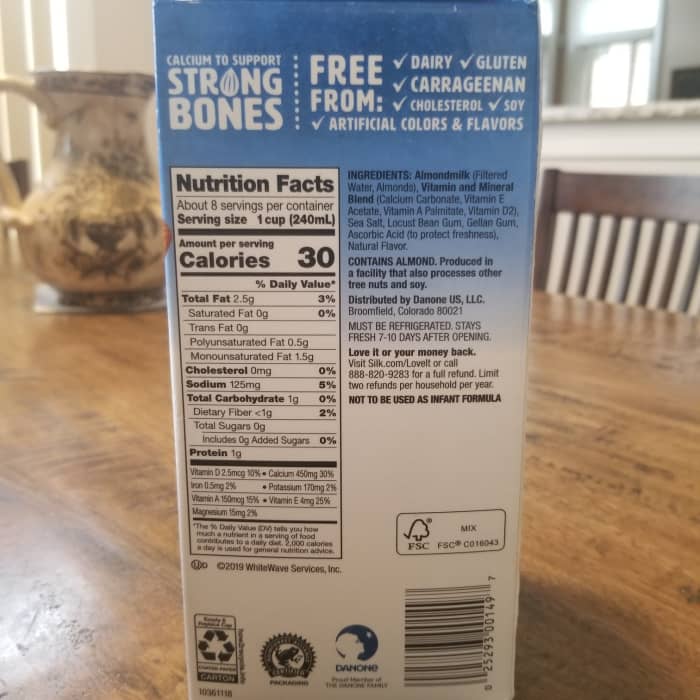 CALCIUM TO SUPPORT
STRONG
BONES
FREE
FROM:
✓ DAIRY ✓ GLUTEN
✓ CARRAGEENAN
✓ CHOLESTEROL ✓ SOY
✓ ARTIFICIAL COLORS & FLAVORS
Nutrition Facts
About 8 servings per container
Serving size 1 cup (240mL)
Amount per serving
Calories 30
% Daily Value*
Total Fat 2.5g 3%
Saturated Fat 0g 0%
Trans Fat 0g
Polyunsaturated Fat 0.5g
Monounsaturated Fat 1.5g
Cholesterol 0mg 0%
Sodium 125mg 5%
Total Carbohydrate 1g 0%
Dietary Fiber <1g 2%
Total Sugars 0g
Includes 0g Added Sugars 0%
Protein 1g
Vitamin D 2.5mcg 10% • Calcium 450mg 30%
Iron 0.5mg 2% • Potassium 170mg 2%
Vitamin A 150mcg 15% • Vitamin E 4mg 25%
Magnesium 15mg 2%
*The % Daily Value (DV) tells you how
much a nutrient in a serving of food
contributes to a daily diet. 2,000 calories
a day is used for general nutrition advice.
©2019 WhiteWave Services, Inc.
INGREDIENTS: Almondmilk (Filtered
Water, Almonds), Vitamin and Mineral
Blend (Calcium Carbonate, Vitamin E
Acetate, Vitamin A Palmitate, Vitamin D2),
Sea Salt, Locust Bean Gum, Gellan Gum,
Ascorbic Acid (to protect freshness),
Natural Flavor.
CONTAINS ALMOND. Produced in
a facility that also processes other
tree nuts and soy.
Distributed by Danone US, LLC.
Broomfield, Colorado 80021
MUST BE REFRIGERATED. STAYS
FRESH 7-10 DAYS AFTER OPENING.
Love it or your money back.
Visit Silk.com/LoveIt or call
888-820-9283 for a full refund. Limit
two refunds per household per year.
NOT TO BE USED AS INFANT FORMULA
FSC
MIX
FSC® C016043
CARTON
10361118
PACKAGING
DANONE
Proud Member of
THE DANONE FAMILY
0 25293 00149 7